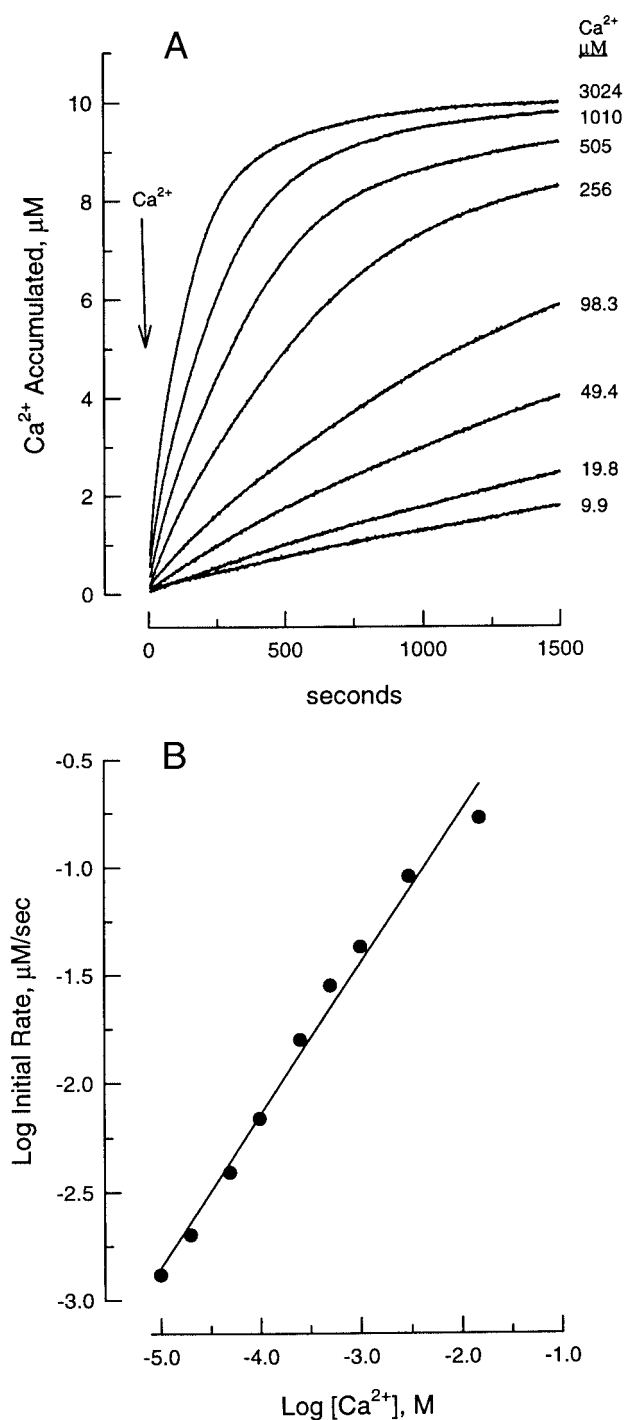 A
Ca²⁺
μM
3024
1010
505
256
98.3
49.4
19.8
9.9
Ca²⁺
Ca²⁺ Accumulated, μM
10
8
6
4
2
0
0 500 1000 1500
seconds
B
Log Initial Rate, μM/sec
-0.5
-1.0
-1.5
-2.0
-2.5
-3.0
-5.0 -4.0 -3.0 -2.0 -1.0
Log [Ca²⁺], M